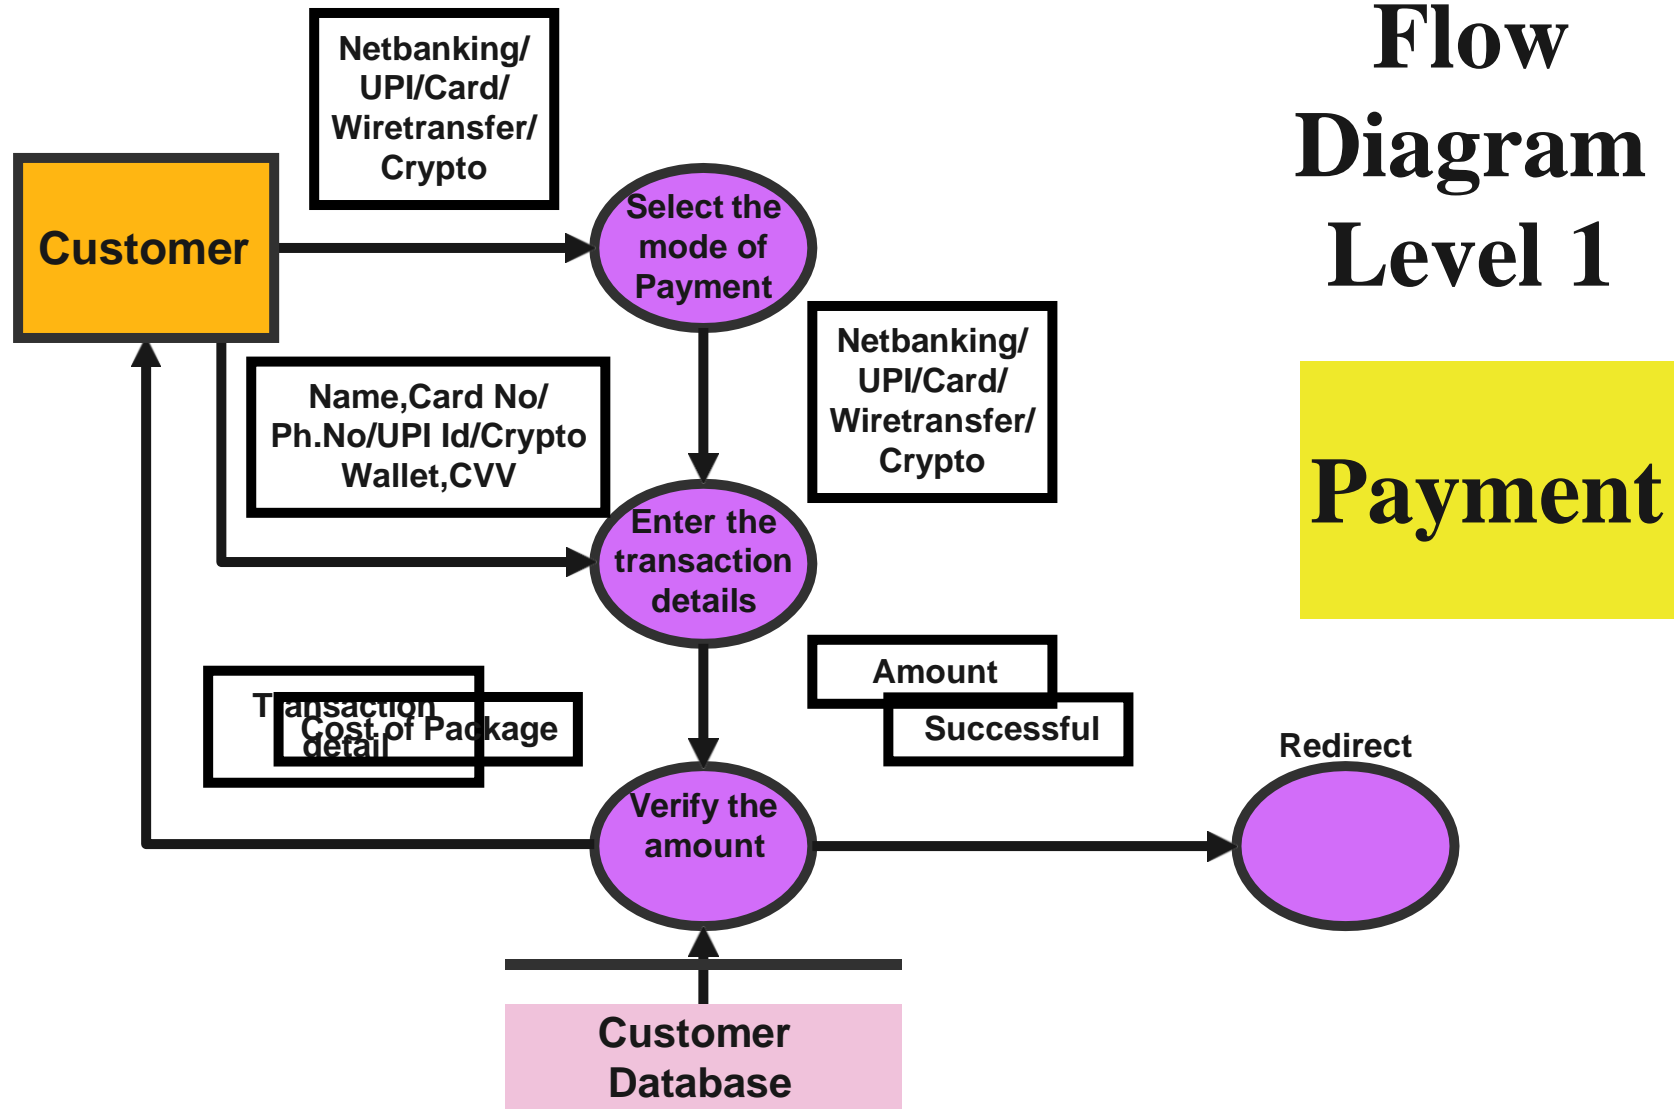 Flow
Diagram
Level 1
Payment
Netbanking/
UPI/Card/
Wiretransfer/
Crypto
Customer
Select the
mode of
Payment
Netbanking/
UPI/Card/
Wiretransfer/
Crypto
Name,Card No/
Ph.No/UPI Id/Crypto
Wallet,CVV
Enter the
transaction
details
Amount
Successful
Transaction
detail
Cost of Package
Redirect
Verify the
amount
Customer
Database